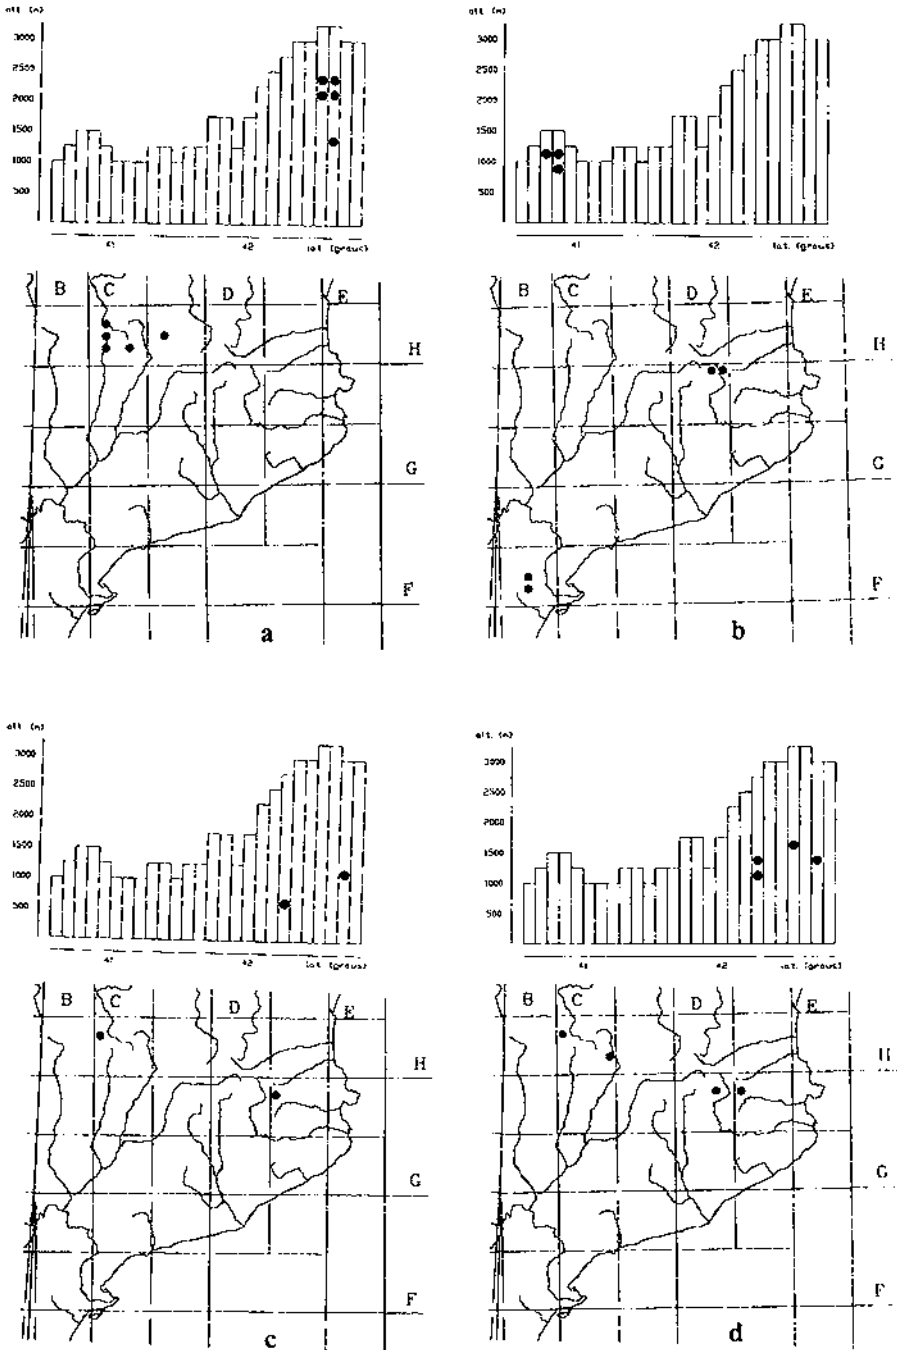 alt. (m)
3000
2500
2000
1500
1000
500
41
42
lat. (graus)
B
C
D
E
H
G
F
a
alt. (m)
3000
2500
2000
1500
1000
500
41
42
lat. (graus)
B
C
D
E
H
G
F
b
alt. (m)
3000
2500
2000
1500
1000
500
41
42
lat. (graus)
B
C
D
E
H
G
F
c
alt. (m)
3000
2500
2000
1500
1000
500
41
42
lat. (graus)
B
C
D
E
H
G
F
d